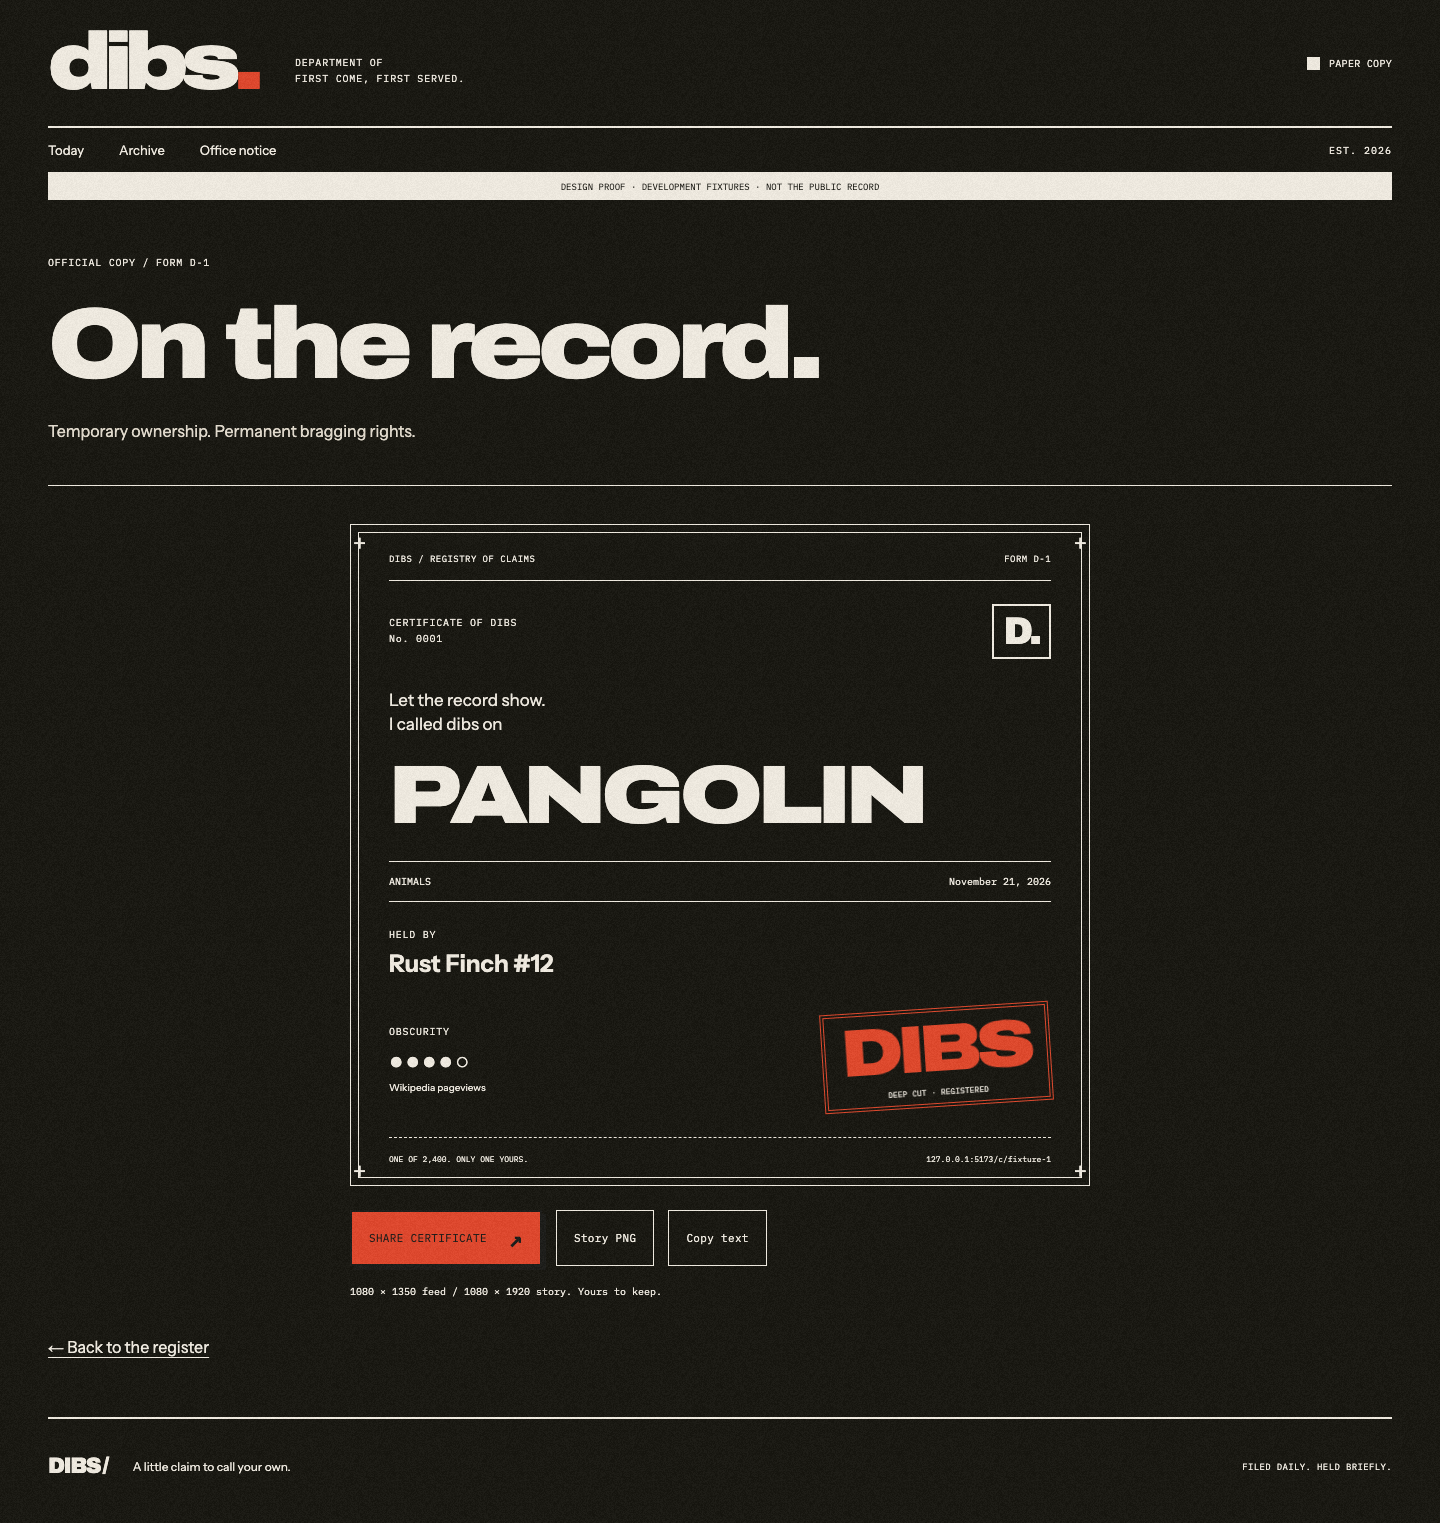 dibs.
DEPARTMENT OF
FIRST COME, FIRST SERVED.
PAPER COPY
Today
Archive
Office notice
EST. 2026
DESIGN PROOF · DEVELOPMENT FIXTURES · NOT THE PUBLIC RECORD
OFFICIAL COPY / FORM D-1
On the record.
Temporary ownership. Permanent bragging rights.
DIBS / REGISTRY OF CLAIMS
FORM D-1
CERTIFICATE OF DIBS
No. 0001
D.
Let the record show.
I called dibs on
PANGOLIN
ANIMALS
November 21, 2026
HELD BY
Rust Finch #12
OBSCURITY
Wikipedia pageviews
DIBS
DEEP CUT · REGISTERED
ONE OF 2,400. ONLY ONE YOURS.
127.0.0.1:5173/c/fixture-1
SHARE CERTIFICATE ↗
Story PNG
Copy text
1080 × 1350 feed / 1080 × 1920 story. Yours to keep.
← Back to the register
DIBS/
A little claim to call your own.
FILED DAILY. HELD BRIEFLY.